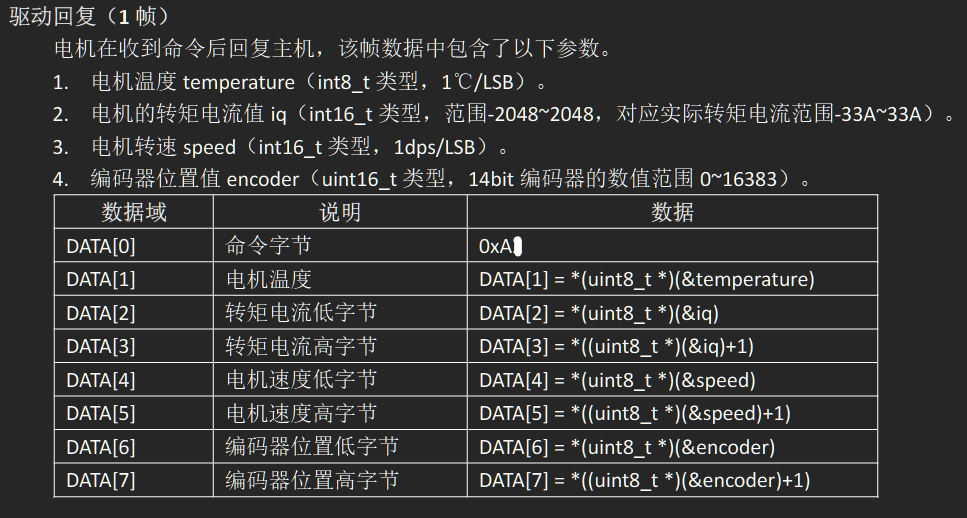 驱动回复（1 帧）
电机在收到命令后回复主机，该帧数据中包含了以下参数。
1. 电机温度 temperature（int8_t 类型，1℃/LSB）。
2. 电机的转矩电流值 iq（int16_t 类型，范围-2048~2048，对应实际转矩电流范围-33A~33A）。
3. 电机转速 speed（int16_t 类型，1dps/LSB）。
4. 编码器位置值 encoder（uint16_t 类型，14bit 编码器的数值范围 0~16383）。
数据域 说明 数据
DATA[0] 命令字节 0xA
DATA[1] 电机温度 DATA[1] = *(uint8_t *)(&temperature)
DATA[2] 转矩电流低字节 DATA[2] = *(uint8_t *)(&iq)
DATA[3] 转矩电流高字节 DATA[3] = *((uint8_t *)(&iq)+1)
DATA[4] 电机速度低字节 DATA[4] = *(uint8_t *)(&speed)
DATA[5] 电机速度高字节 DATA[5] = *((uint8_t *)(&speed)+1)
DATA[6] 编码器位置低字节 DATA[6] = *(uint8_t *)(&encoder)
DATA[7] 编码器位置高字节 DATA[7] = *((uint8_t *)(&encoder)+1)